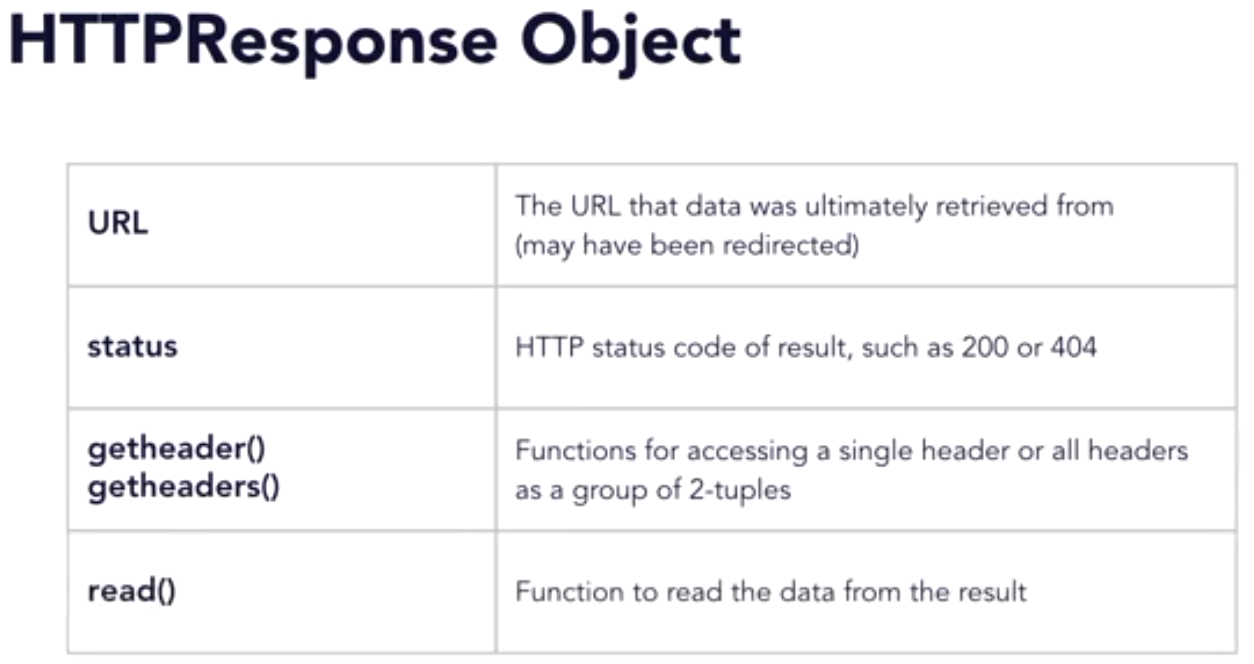 HTTPResponse Object
URL
The URL that data was ultimately retrieved from
(may have been redirected)
status
HTTP status code of result, such as 200 or 404
getheader()
getheaders()
Functions for accessing a single header or all headers
as a group of 2-tuples
read()
Function to read the data from the result